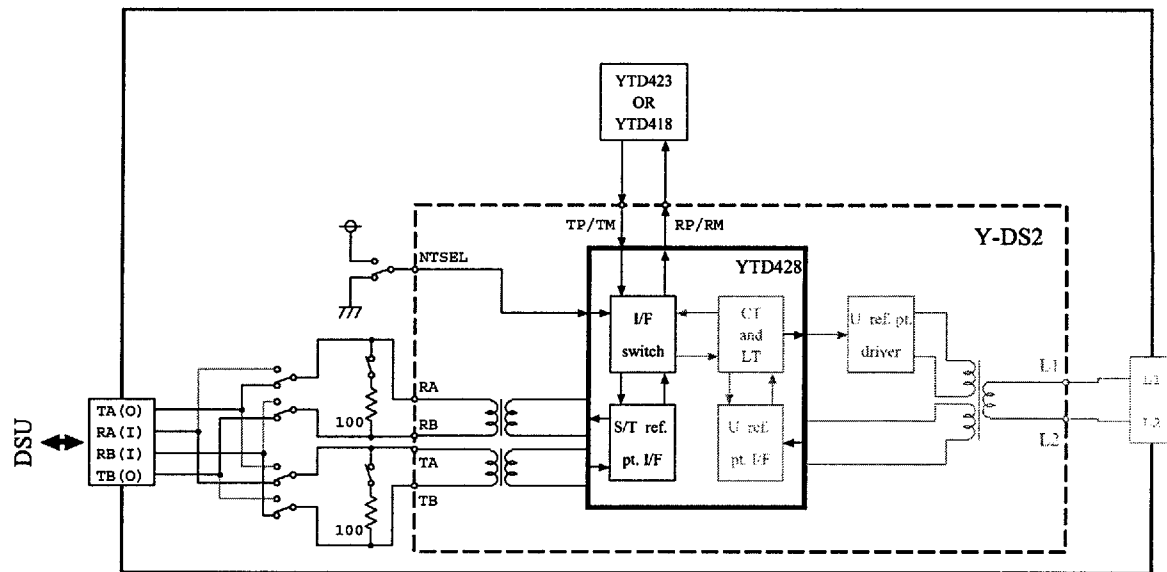 YTD423
OR
YTD418
TP/TM
RP/RM
Y-DS2
NTSEL
YTD428
I/F
switch
CT
and
LT
U ref. pt.
driver
RA
L1
L1
TA(O)
RA(I)
RB(I)
TB(O)
DSU
100
RB
S/T ref.
pt. I/F
U ref.
pt. I/F
L2
L2
TA
TB
100